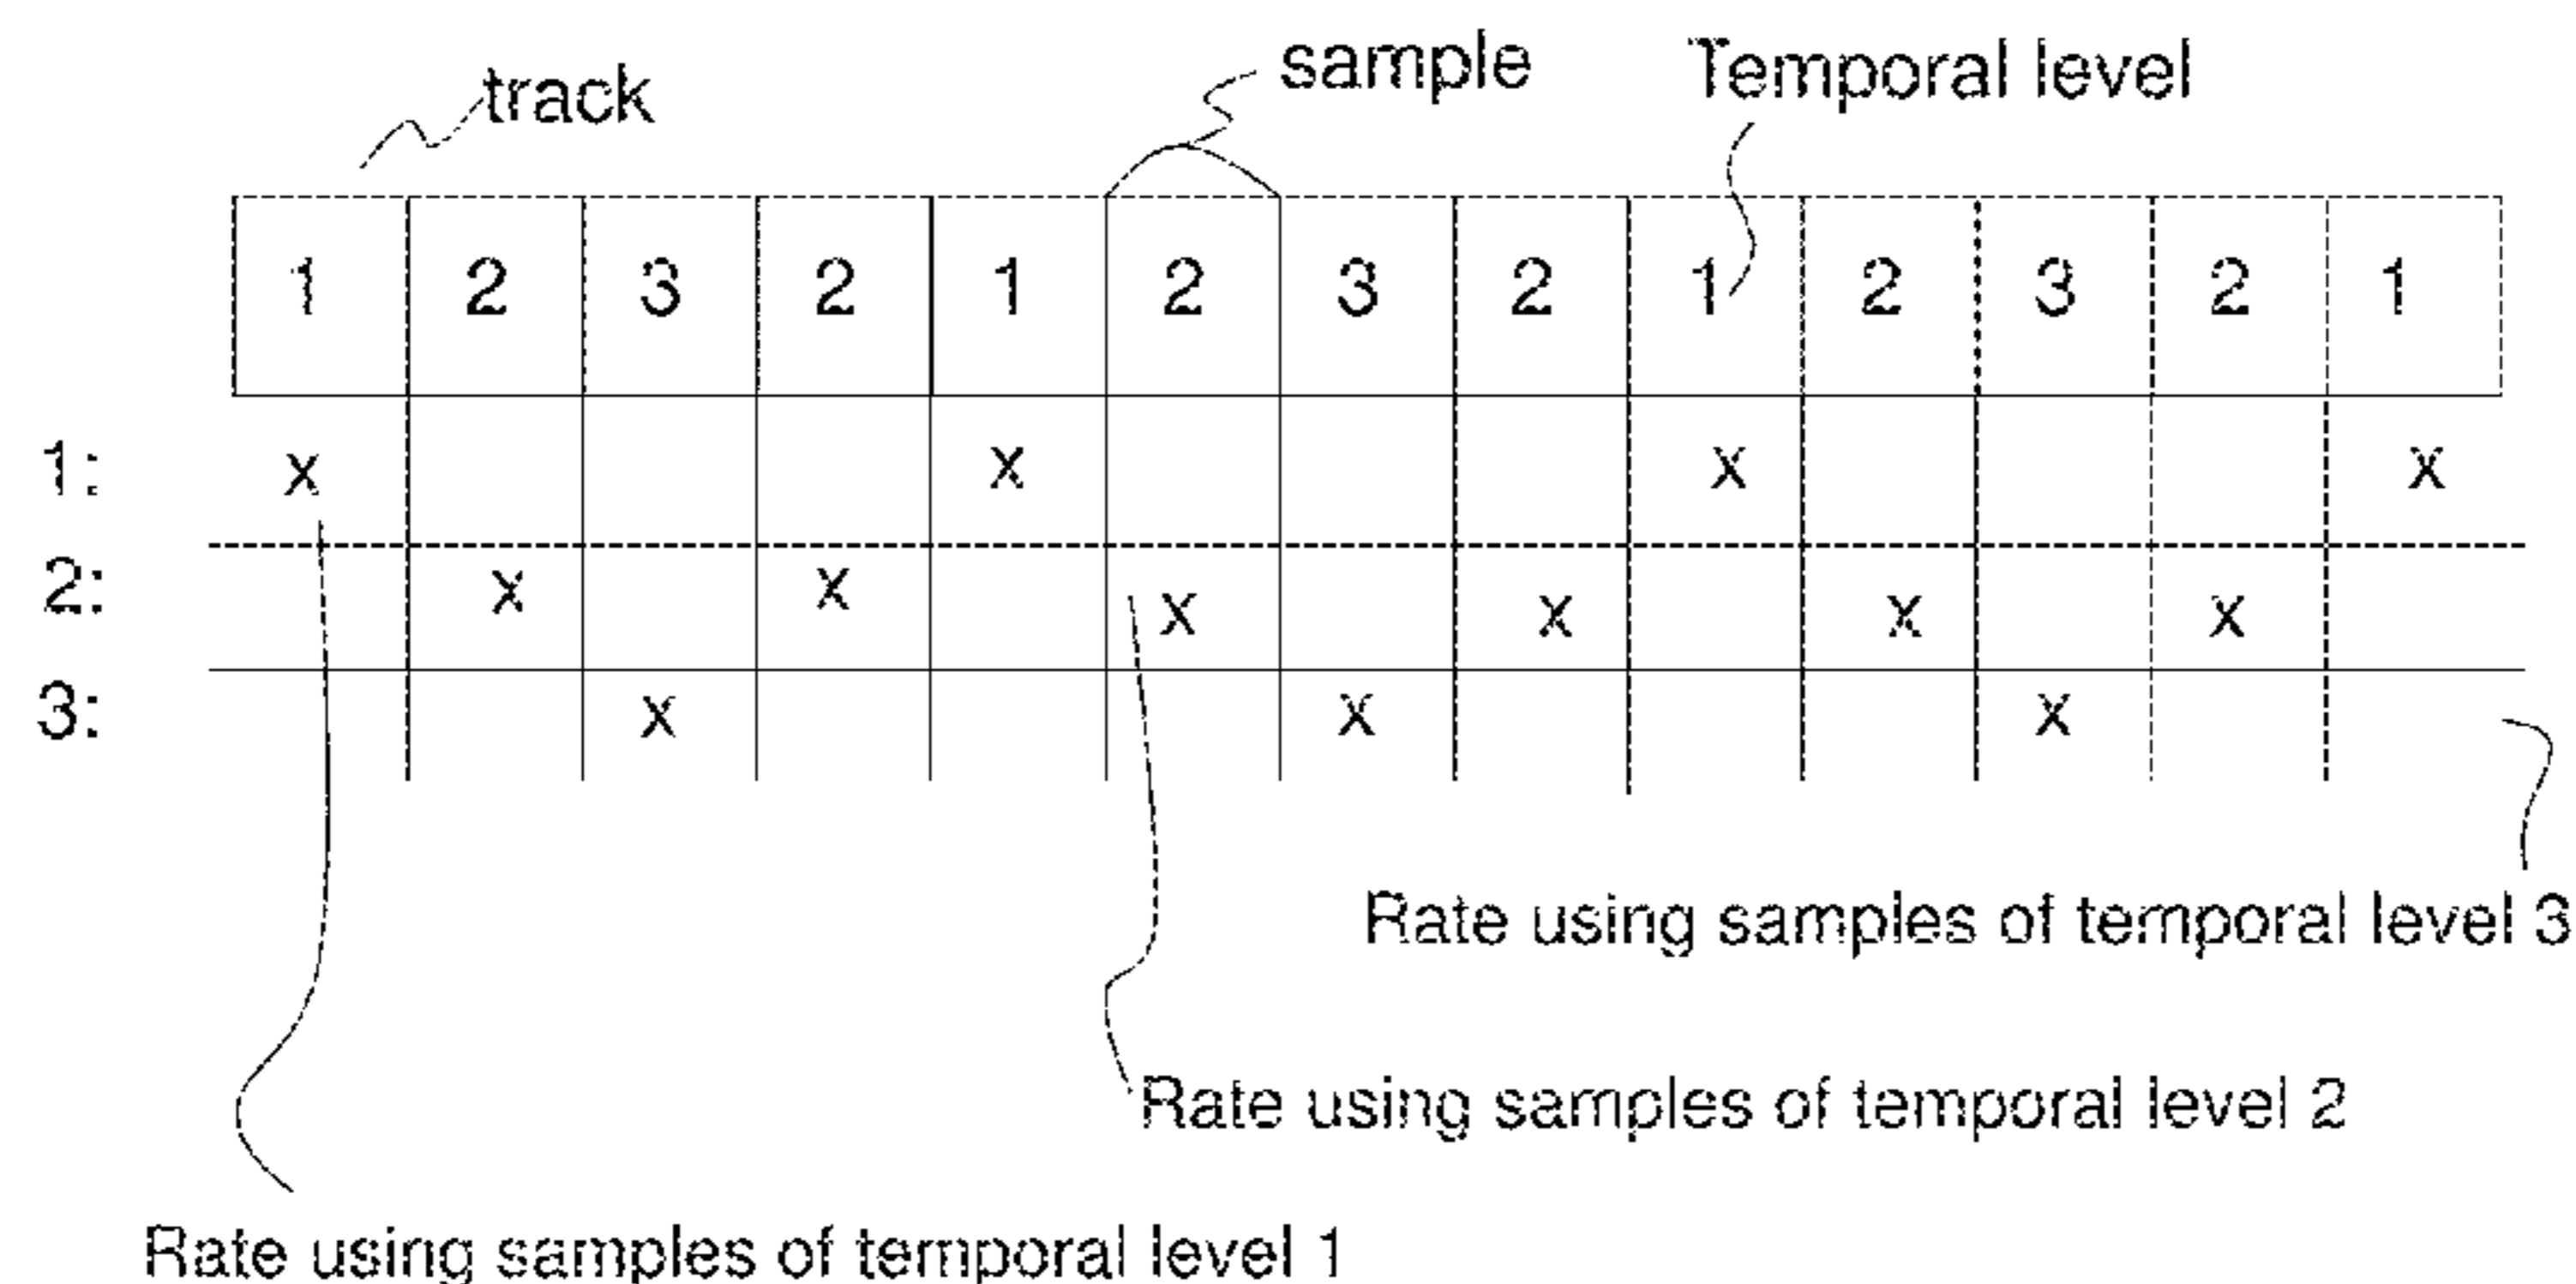 track
sample
Temporal level
1 2 3 2 1 2 3 2 1 2 3 2 1
1: x x x x
2: x x x x x x
3: x x x
Rate using samples of temporal level 3
Rate using samples of temporal level 2
Rate using samples of temporal level 1